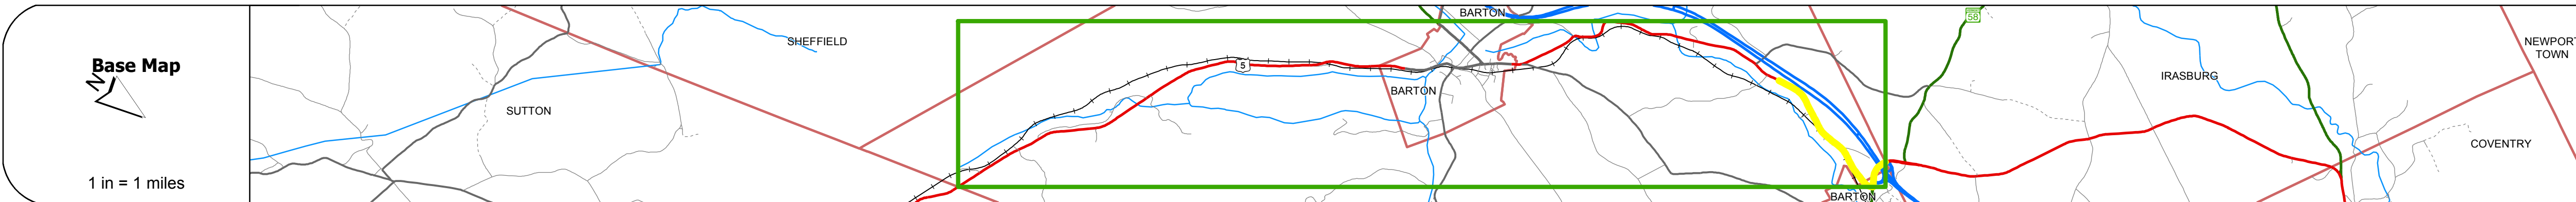 Base Map
N
1 in = 1 miles
SUTTON
SHEFFIELD
5
BARTON
BARTON
BARTON
58
IRASBURG
NEWPORT
TOWN
COVENTRY